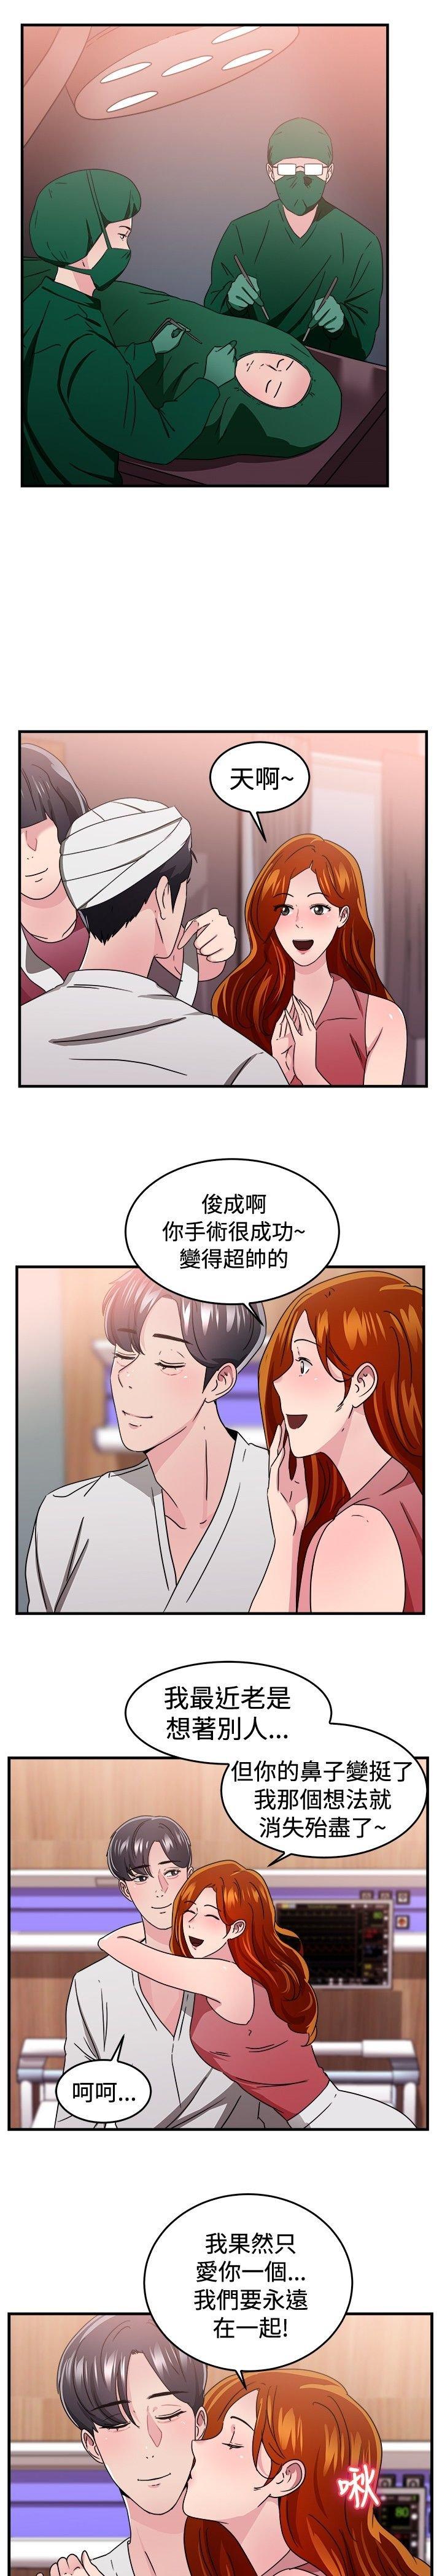 天啊~
俊成啊
你手術很成功~
變得超帥的
我最近老是
想著別人...
但你的鼻子變挺了
我那個想法就
消失殆盡了~
呵呵...
我果然只
愛你一個...
我們要永遠
在一起!
啾